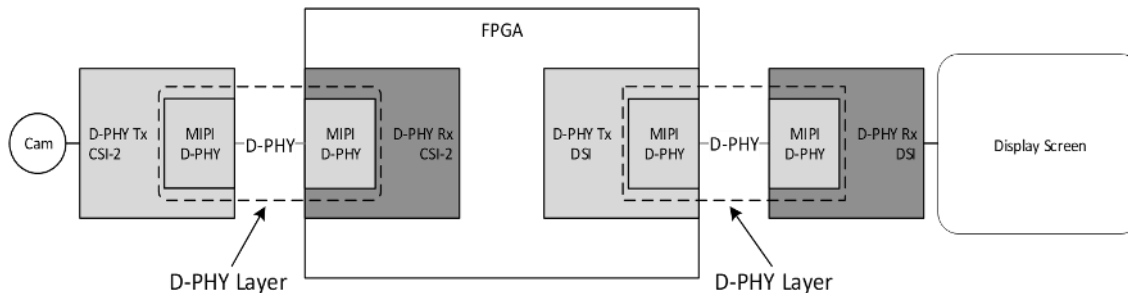 FPGA
Cam
D-PHY Tx
CSI-2
MIPI
D-PHY
D-PHY
MIPI
D-PHY
D-PHY Rx
CSI-2
D-PHY Tx
DSI
MIPI
D-PHY
D-PHY
MIPI
D-PHY
D-PHY Rx
DSI
Display Screen
D-PHY Layer
D-PHY Layer